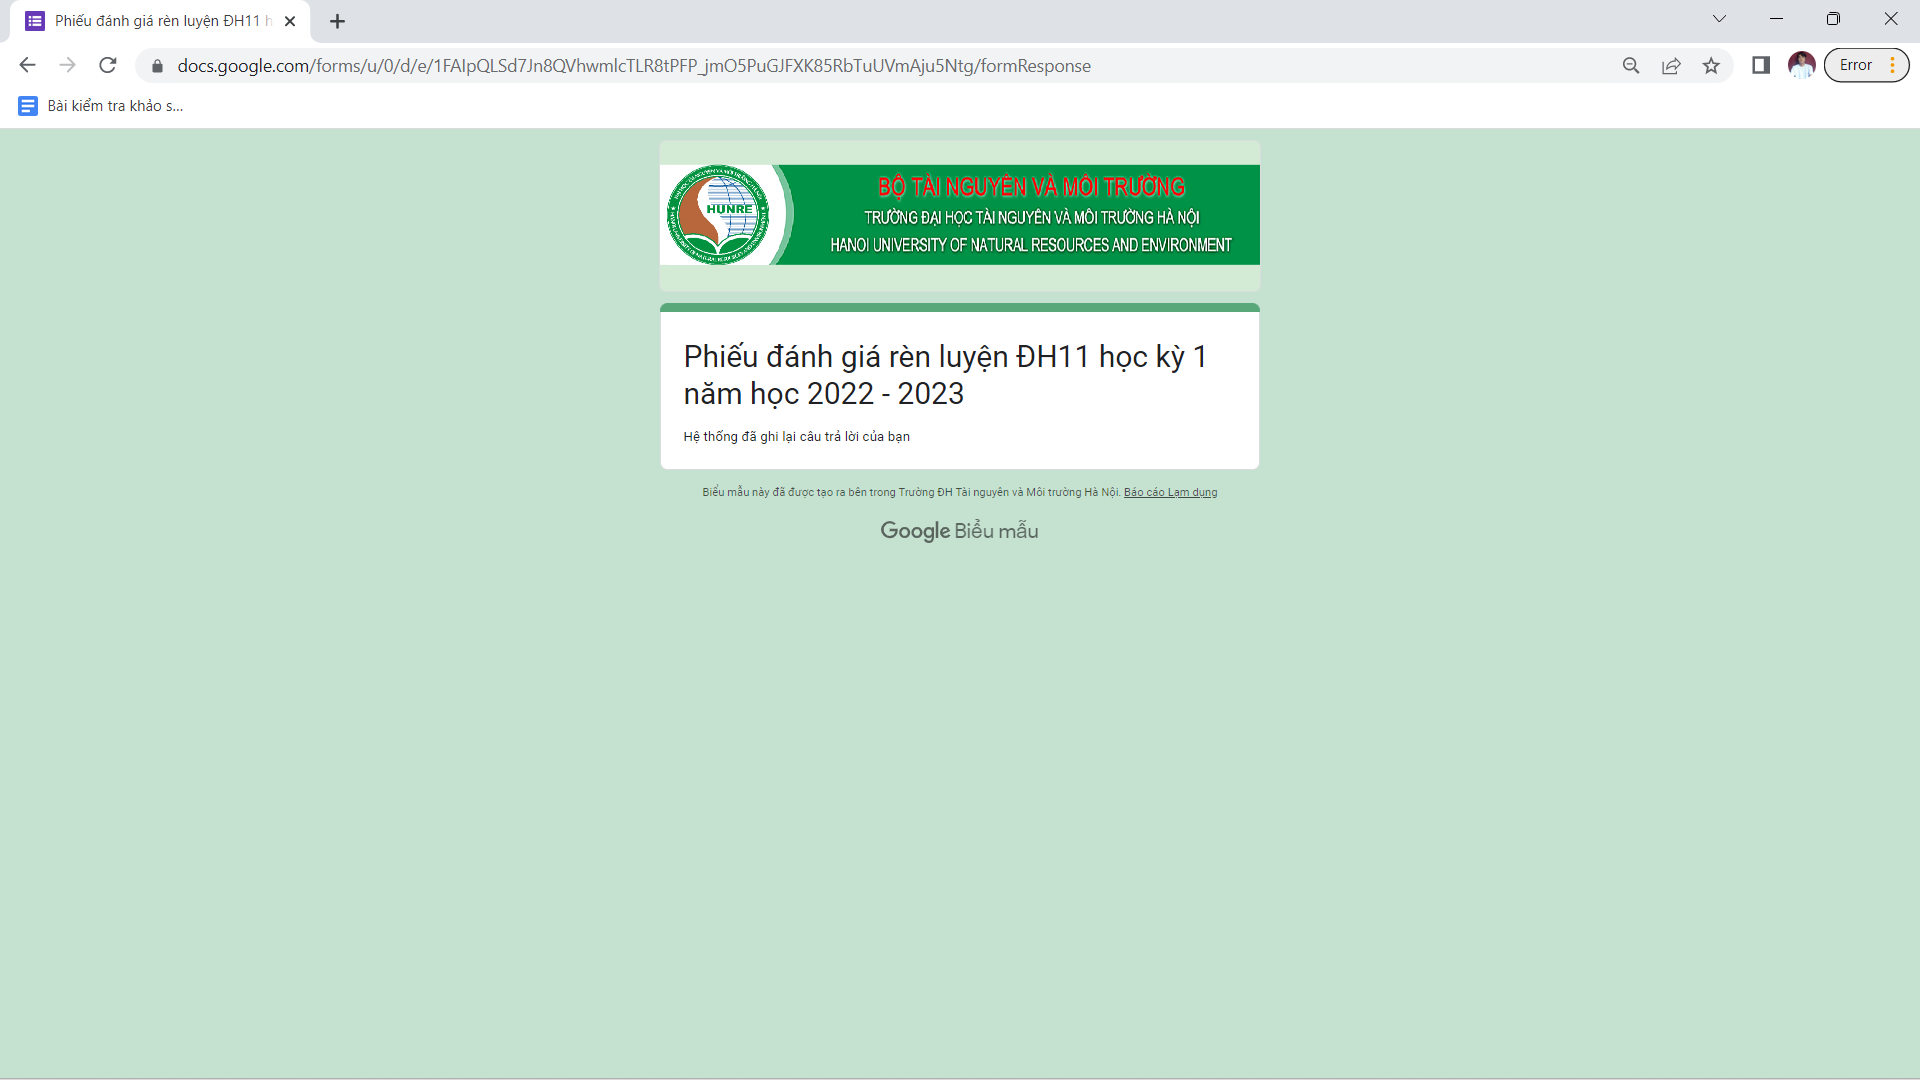 Phiếu đánh giá rèn luyện ĐH11 h
docs.google.com/forms/u/0/d/e/1FAIpQLSd7Jn8QVhwmlcTLR8tPFP_jmO5PuGJFXK85RbTuUVmAju5Ntg/formResponse
Error
Bài kiểm tra khảo s...
BỘ TÀI NGUYÊN VÀ MÔI TRƯỜNG
HUNRE
TRƯỜNG ĐẠI HỌC TÀI NGUYÊN VÀ MÔI TRƯỜNG HÀ NỘI
HANOI UNIVERSITY OF NATURAL RESOURCES AND ENVIRONMENT
Phiếu đánh giá rèn luyện ĐH11 học kỳ 1
năm học 2022 - 2023
Hệ thống đã ghi lại câu trả lời của bạn
Biểu mẫu này đã được tạo ra bên trong Trường ĐH Tài nguyên và Môi trường Hà Nội. Báo cáo Lạm dụng
Google Biểu mẫu